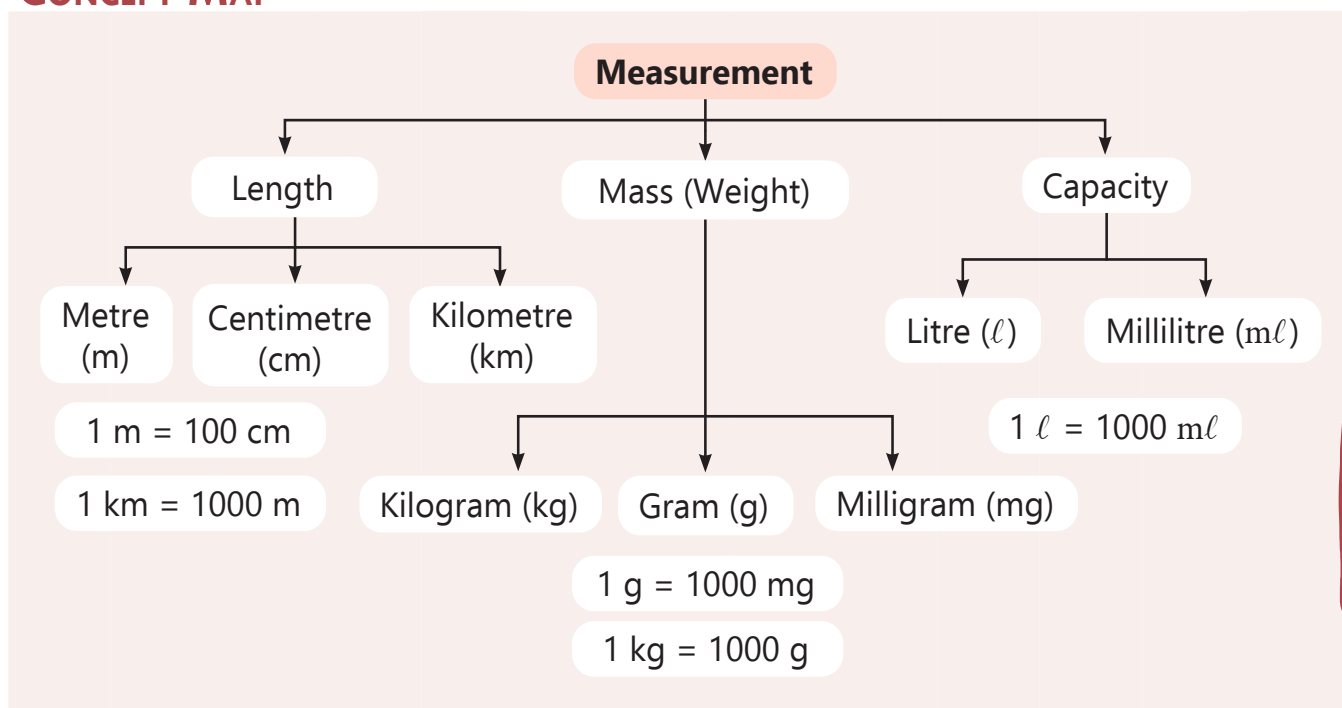 CONCEPT MAP
Measurement
Length
Mass (Weight)
Capacity
Metre
(m)
Centimetre
(cm)
Kilometre
(km)
Litre (ℓ)
Millilitre (mℓ)
1 m = 100 cm
1 ℓ = 1000 mℓ
1 km = 1000 m
Kilogram (kg)
Gram (g)
Milligram (mg)
1 g = 1000 mg
1 kg = 1000 g